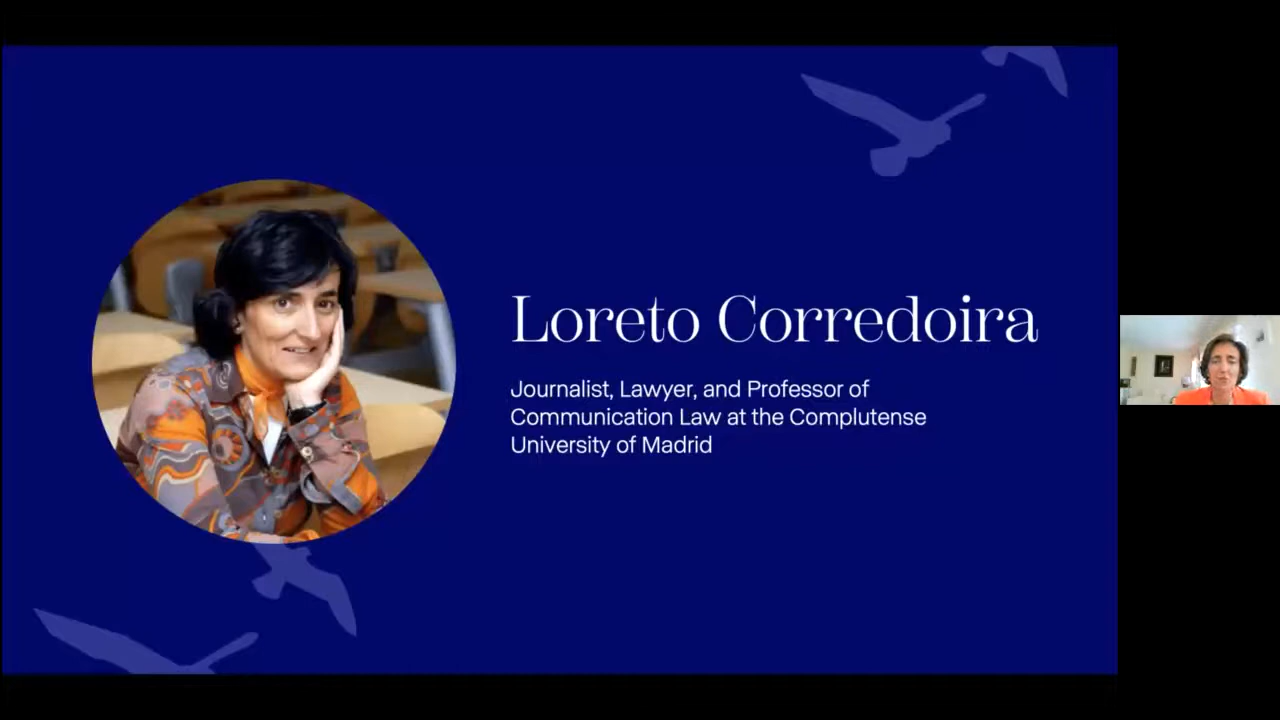 Loreto Corredoira
Journalist, Lawyer, and Professor of
Communication Law at the Complutense
University of Madrid